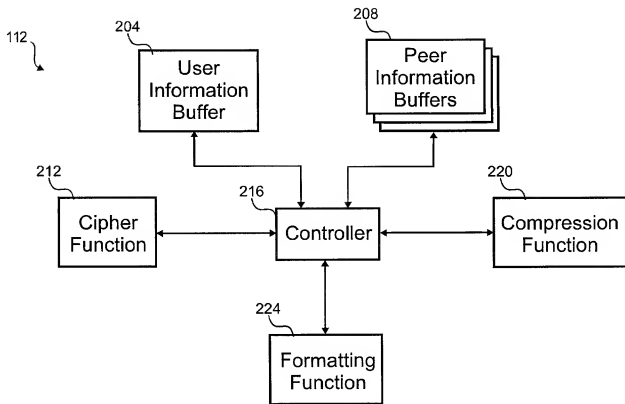 112
204
User
Information
Buffer
208
Peer
Information
Buffers
212
Cipher
Function
216
Controller
220
Compression
Function
224
Formatting
Function